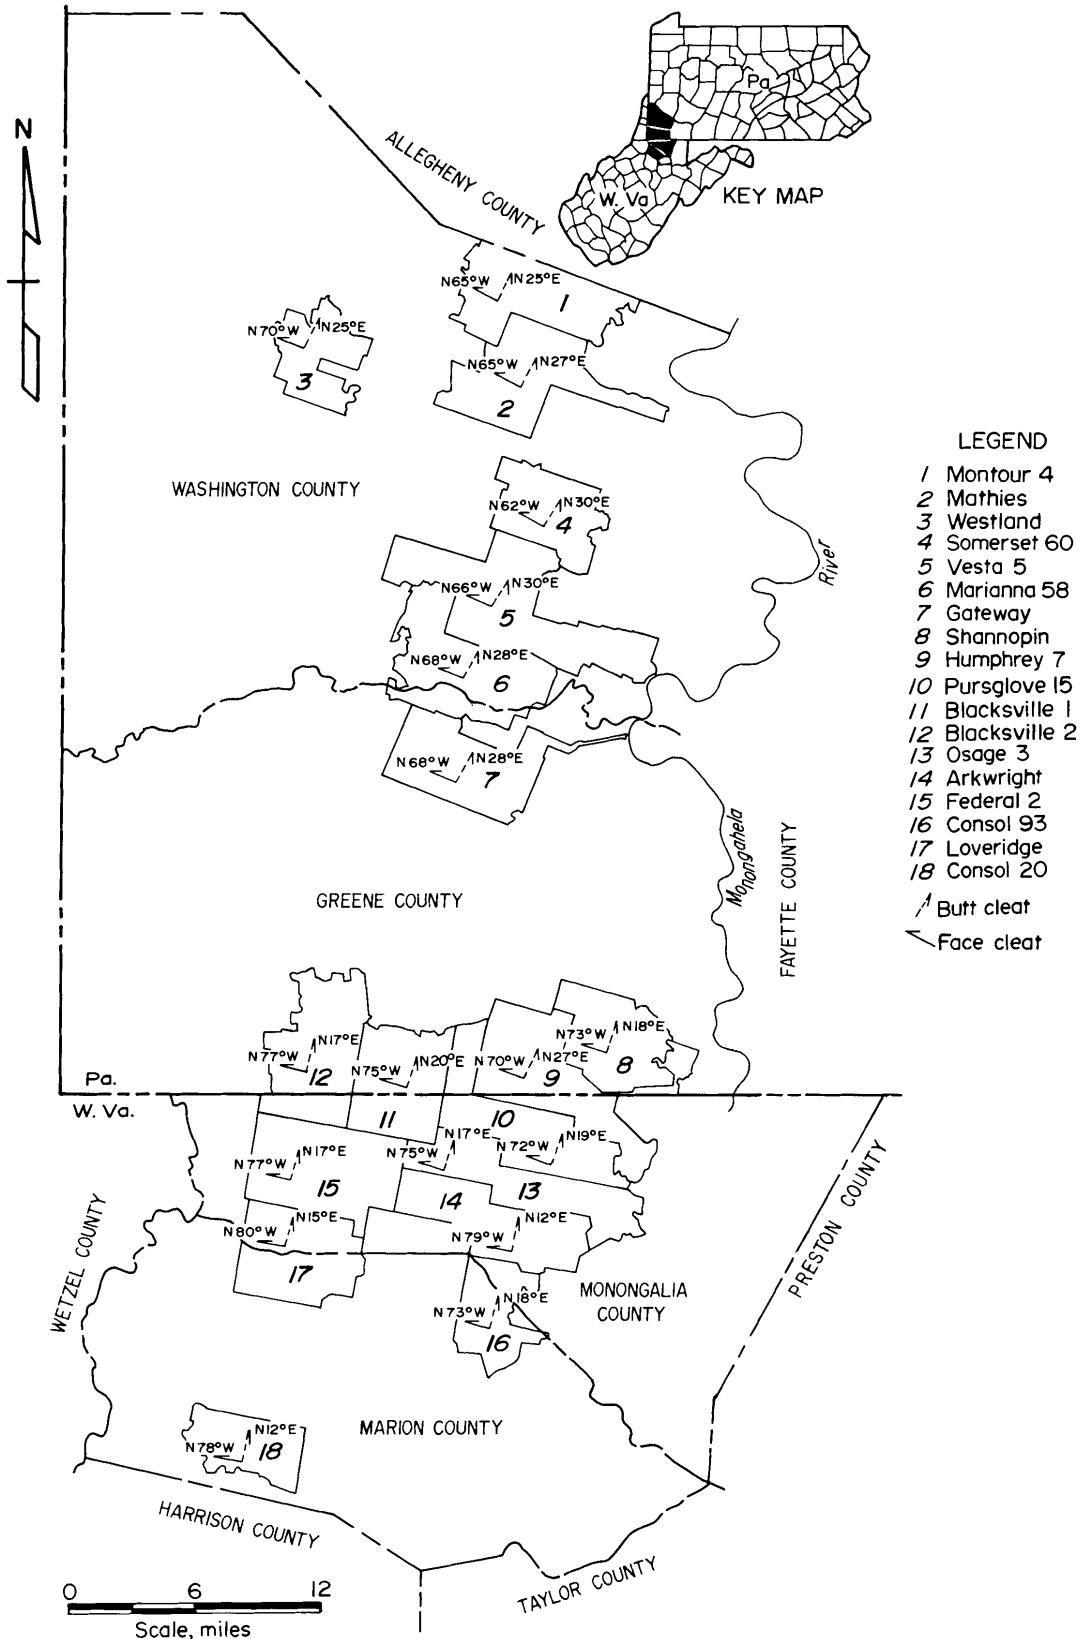 N
ALLEGHENY COUNTY
Pa.
W. Va.
KEY MAP
N65°W
N25°E
1
N70°W
N25°E
3
N65°W
N27°E
2
WASHINGTON COUNTY
N62°W
N30°E
4
N66°W
N30°E
5
N68°W
N28°E
6
N68°W
N28°E
7
River
Monongahela
FAYETTE COUNTY
GREENE COUNTY
LEGEND
1 Montour 4
2 Mathies
3 Westland
4 Somerset 60
5 Vesta 5
6 Marianna 58
7 Gateway
8 Shannopin
9 Humphrey 7
10 Pursglove 15
11 Blacksville 1
12 Blacksville 2
13 Osage 3
14 Arkwright
15 Federal 2
16 Consol 93
17 Loveridge
18 Consol 20
Butt cleat
Face cleat
N77°W
N17°E
12
N75°W
N20°E
11
N70°W
N27°E
9
N73°W
N18°E
8
Pa.
W. Va.
10
N77°W
N17°E
15
N75°W
N17°E
14
N72°W
N19°E
13
N80°W
N15°E
17
N79°W
N12°E
N73°W
N18°E
16
MONONGALIA
COUNTY
PRESTON COUNTY
WETZEL COUNTY
MARION COUNTY
N78°W
N12°E
18
HARRISON COUNTY
TAYLOR COUNTY
0 6 12
Scale, miles